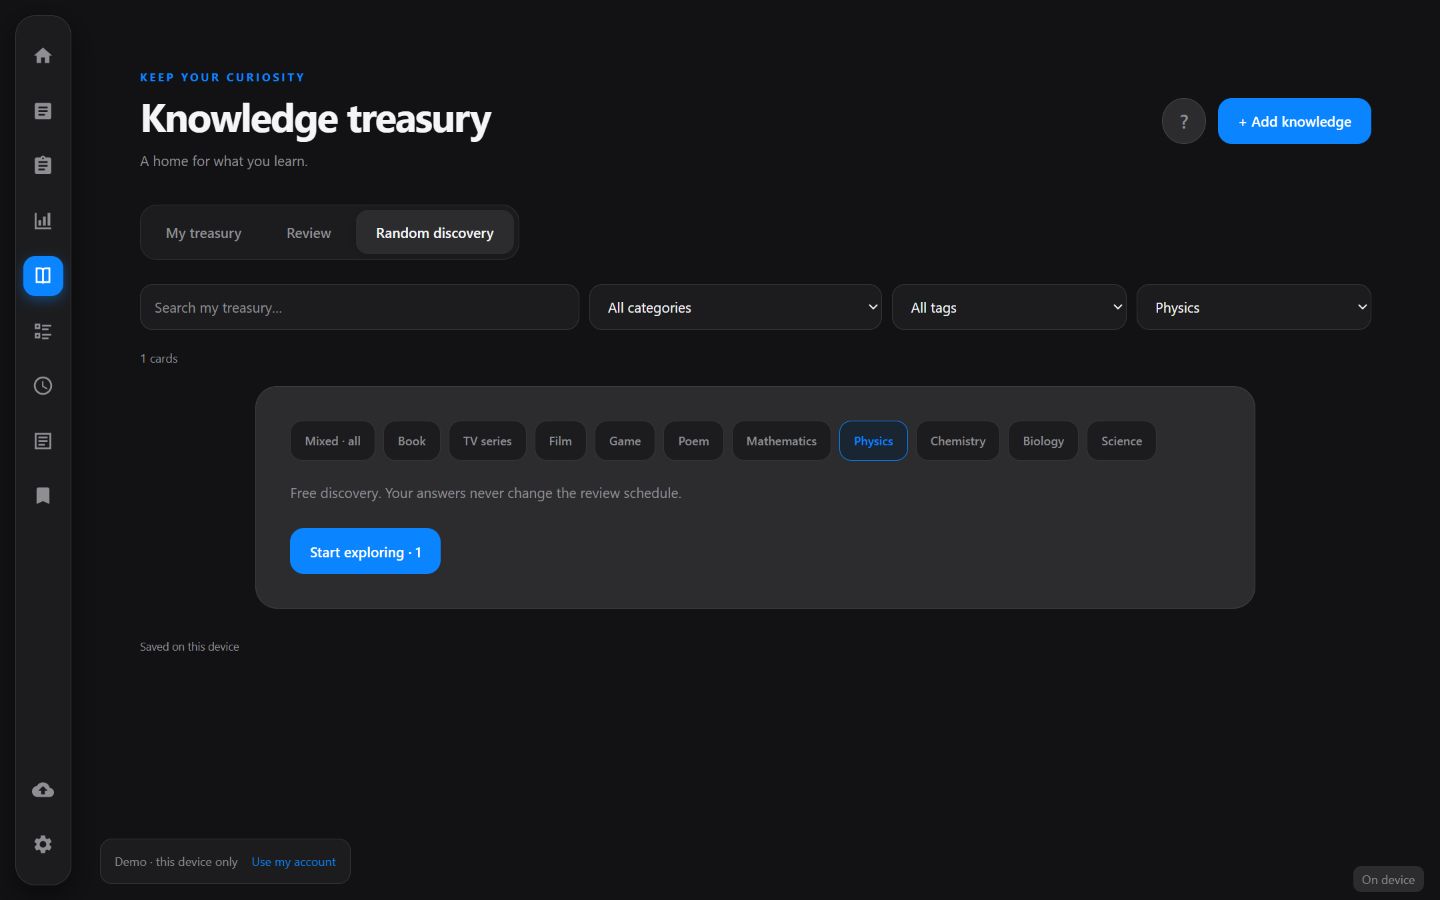 KEEP YOUR CURIOSITY
Knowledge treasury
A home for what you learn.
?
+ Add knowledge
My treasury
Review
Random discovery
Search my treasury...
All categories
All tags
Physics
1 cards
Mixed · all
Book
TV series
Film
Game
Poem
Mathematics
Physics
Chemistry
Biology
Science
Free discovery. Your answers never change the review schedule.
Start exploring · 1
Saved on this device
Demo · this device only
Use my account
On device